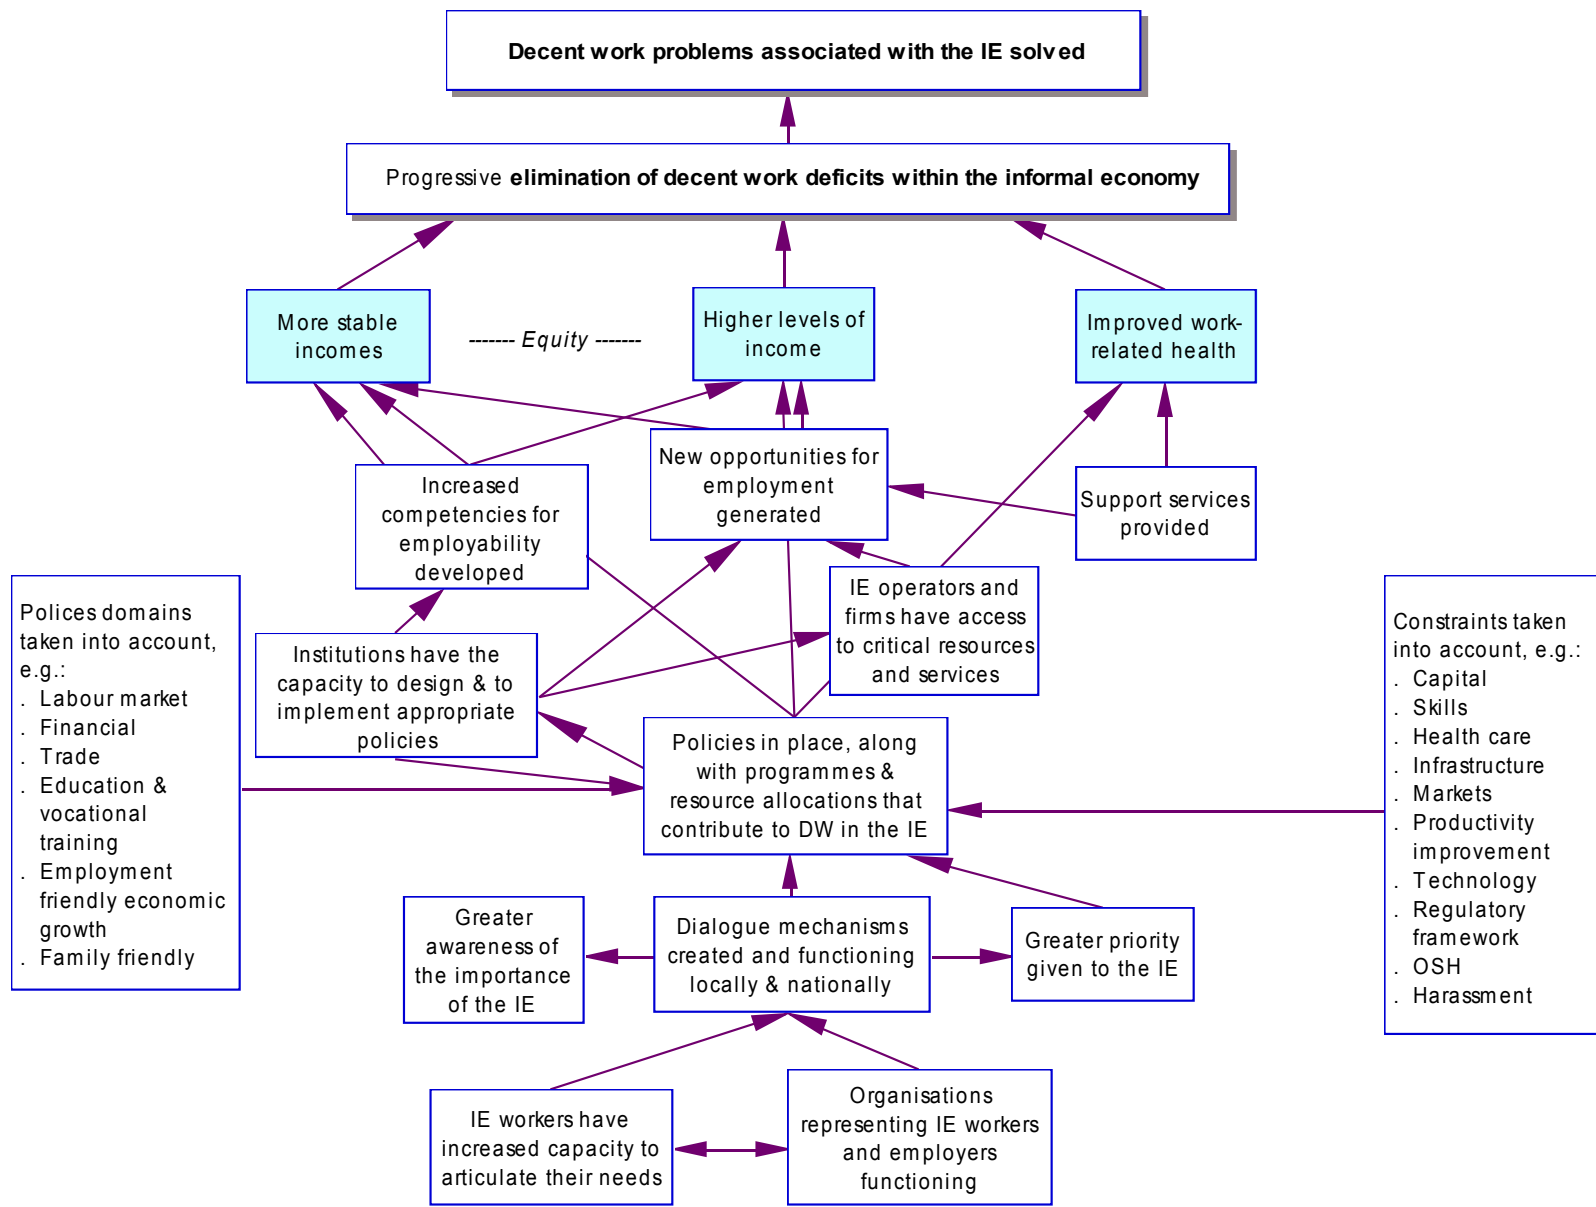 Decent work problems associated with the IE solved
Progressive elimination of decent work deficits within the informal economy
More stable
incomes
------- Equity -------
Higher levels of
income
Improved work-
related health
Increased
competencies for
employability
developed
New opportunities for
employment
generated
Support services
provided
Polices domains
taken into account,
e.g.:
. Labour market
. Financial
. Trade
. Education &
vocational
training
. Employment
friendly economic
growth
. Family friendly
Institutions have the
capacity to design & to
implement appropriate
policies
IE operators and
firms have access
to critical resources
and services
Constraints taken
into account, e.g.:
. Capital
. Skills
. Health care
. Infrastructure
. Markets
. Productivity
improvement
. Technology
. Regulatory
framework
. OSH
. Harassment
Policies in place, along
with programmes &
resource allocations that
contribute to DW in the IE
Greater
awareness of
the importance
of the IE
Dialogue mechanisms
created and functioning
locally & nationally
Greater priority
given to the IE
IE workers have
increased capacity to
articulate their needs
Organisations
representing IE workers
and employers
functioning